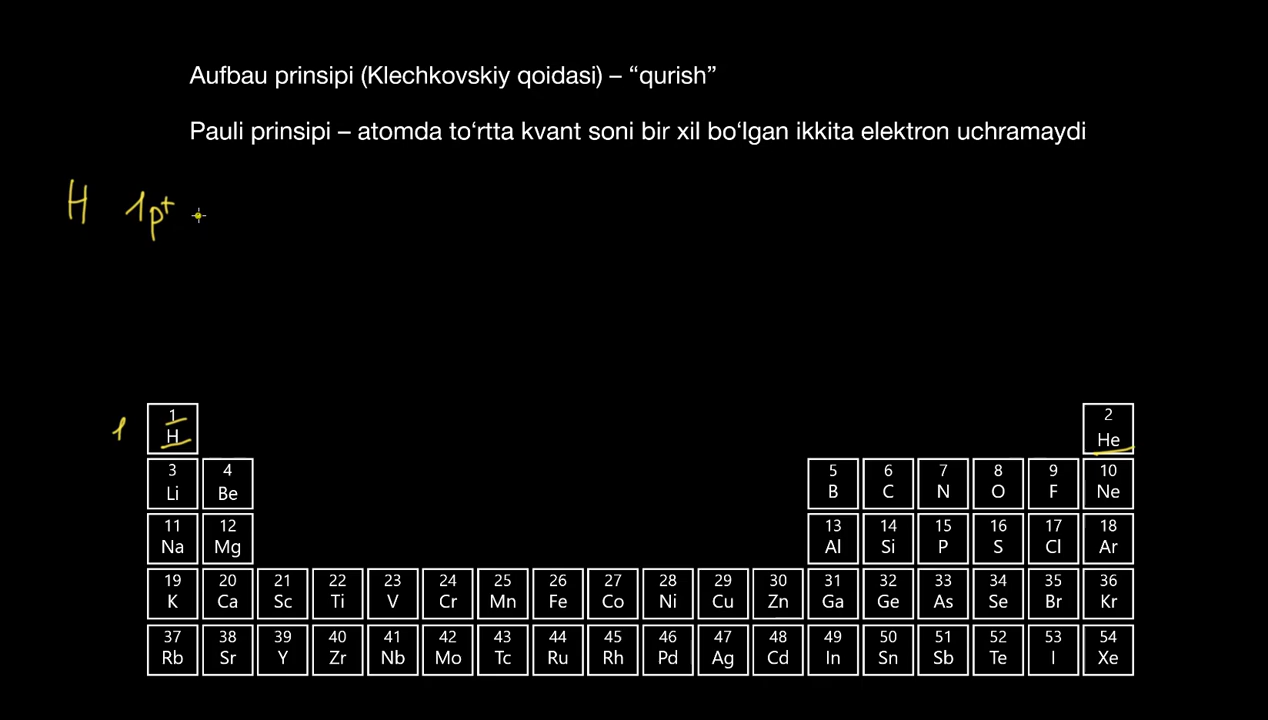 Aufbau prinsipi (Klechkovskiy qoidasi) – “qurish”
Pauli prinsipi – atomda to‘rtta kvant soni bir xil bo‘lgan ikkita elektron uchramaydi
H 1p+
1 1 2
H He
3 4 5 6 7 8 9 10
Li Be B C N O F Ne
11 12 13 14 15 16 17 18
Na Mg Al Si P S Cl Ar
19 20 21 22 23 24 25 26 27 28 29 30 31 32 33 34 35 36
K Ca Sc Ti V Cr Mn Fe Co Ni Cu Zn Ga Ge As Se Br Kr
37 38 39 40 41 42 43 44 45 46 47 48 49 50 51 52 53 54
Rb Sr Y Zr Nb Mo Tc Ru Rh Pd Ag Cd In Sn Sb Te I Xe